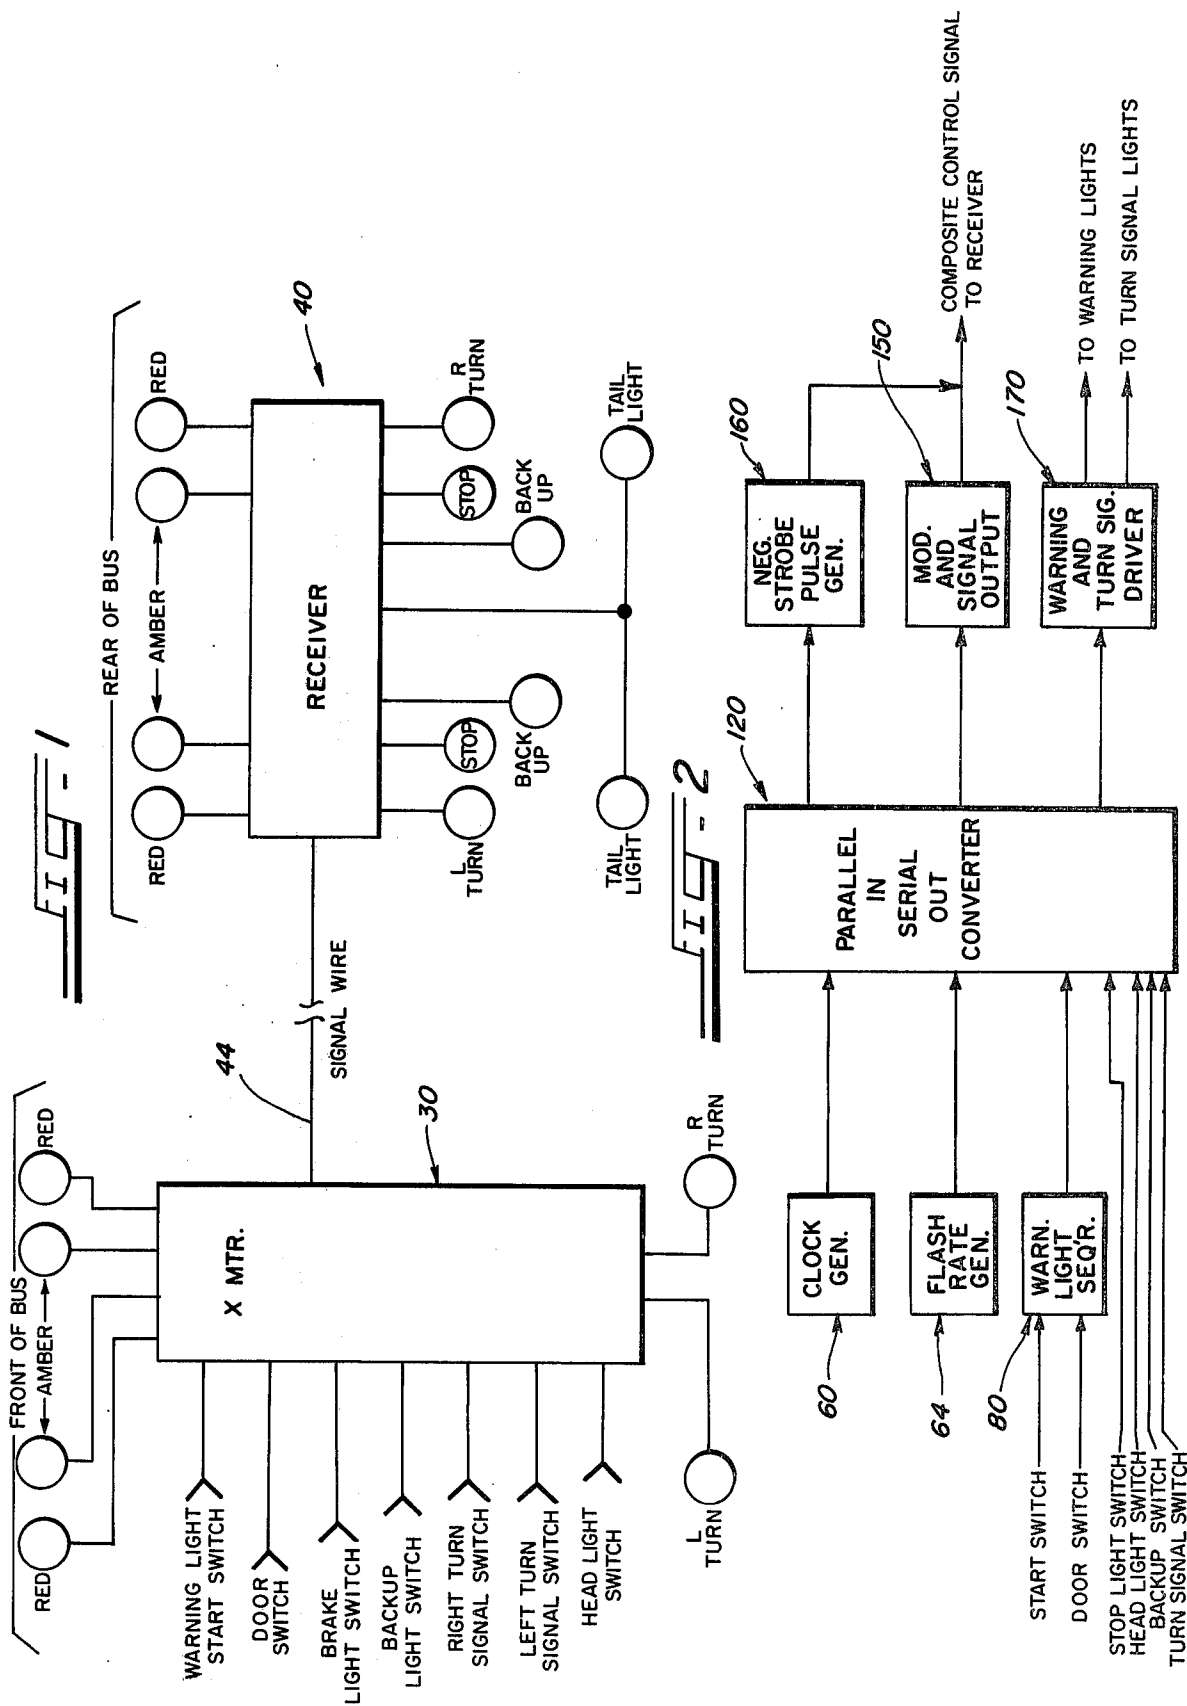 FIG-1
FRONT OF BUS
RED
AMBER
RED
WARNING LIGHT
START SWITCH
DOOR
SWITCH
BRAKE
LIGHT SWITCH
BACKUP
LIGHT SWITCH
RIGHT TURN
SIGNAL SWITCH
LEFT TURN
SIGNAL SWITCH
HEAD LIGHT
SWITCH
X MTR.
30
44
SIGNAL WIRE
L
TURN
R
TURN
REAR OF BUS
RED
AMBER
RED
RECEIVER
40
L
TURN
STOP
BACK
UP
BACK
UP
STOP
R
TURN
TAIL
LIGHT
TAIL
LIGHT
FIG-2
60
CLOCK
GEN.
64
FLASH
RATE
GEN.
80
WARN.
LIGHT
SEQ'R.
START SWITCH
DOOR SWITCH
STOP LIGHT SWITCH
HEAD LIGHT SWITCH
BACKUP SWITCH
TURN SIGNAL SWITCH
120
PARALLEL
IN
SERIAL
OUT
CONVERTER
160
NEG.
STROBE
PULSE
GEN.
150
MOD.
AND
SIGNAL
OUTPUT
170
WARNING
AND
TURN SIG.
DRIVER
COMPOSITE CONTROL SIGNAL
TO RECEIVER
TO WARNING LIGHTS
TO TURN SIGNAL LIGHTS